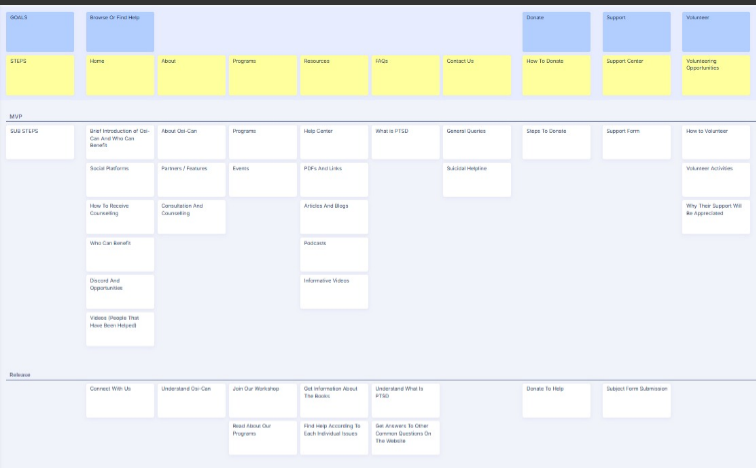 GOALS
Browse Or Find Help
Donate
Support
Volunteer
STEPS
Home
About
Programs
Resources
FAQs
Contact Us
How To Donate
Support Center
Volunteering
Opportunities
MVP
SUB STEPS
Brief Introduction of Osi-
Can And Who Can
Benefit
About Osi-Can
Programs
Help Center
What is PTSD
General Queries
Steps To Donate
Support Form
How to Volunteer
Social Platforms
Partners / Features
Events
PDFs And Links
Suicidal Helpline
Volunteer Activities
How To Receive
Counselling
Consultation And
Counselling
Articles And Blogs
Why Their Support Will
Be Appreciated
Who Can Benefit
Podcasts
Discord And
Opportunities
Informative Videos
Videos (People That
Have Been Helped)
Release
Connect With Us
Understand Osi-Can
Join Our Workshop
Get Information About
The Books
Understand What Is
PTSD
Donate To Help
Subject Form Submission
Read About Our
Programs
Find Help According To
Each Individual Issues
Get Answers To Other
Common Questions On
The Website